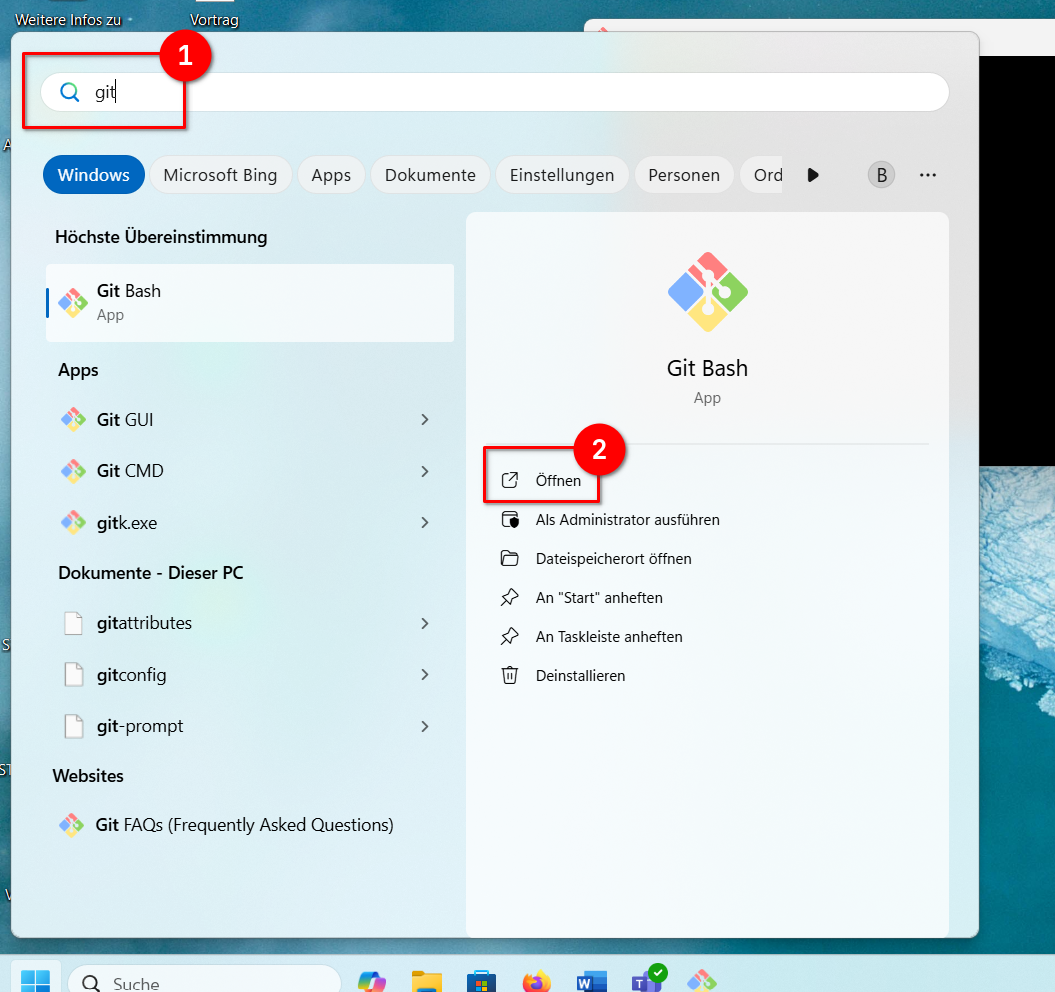 Weitere Infos zu
Vortrag
1
git
Windows
Microsoft Bing
Apps
Dokumente
Einstellungen
Personen
Ord
B
Höchste Übereinstimmung
Git Bash
App
Apps
Git GUI
Git CMD
gitk.exe
Dokumente - Dieser PC
gitattributes
gitconfig
git-prompt
Websites
Git FAQs (Frequently Asked Questions)
Git Bash
App
2
Öffnen
Als Administrator ausführen
Dateispeicherort öffnen
An "Start" anheften
An Taskleiste anheften
Deinstallieren
Suche